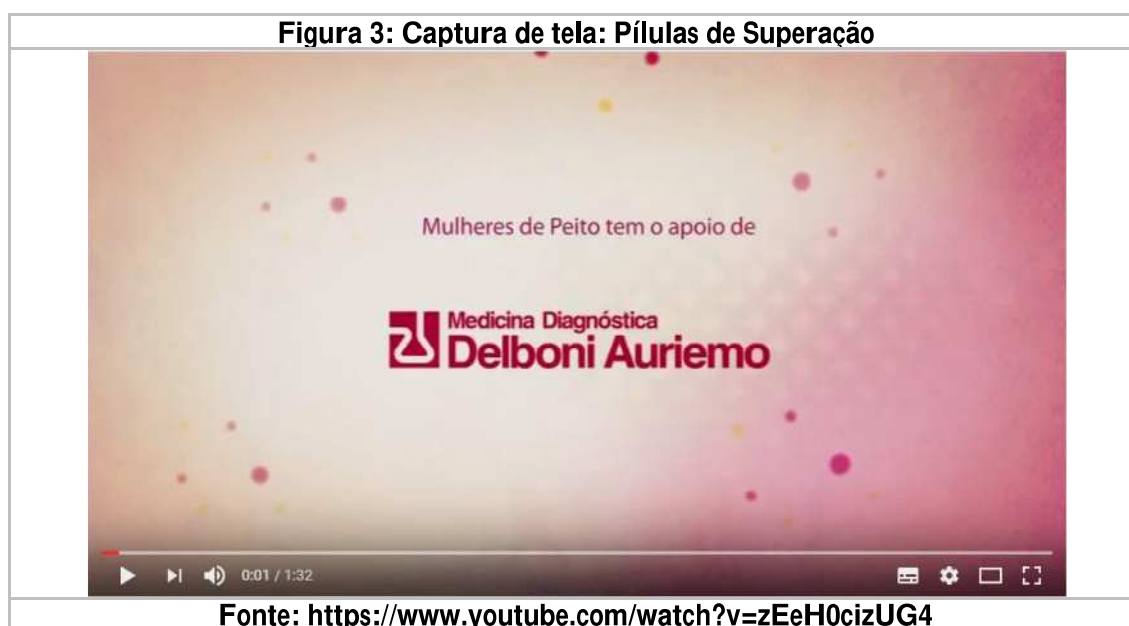 Figura 3: Captura de tela: Pílulas de Superação
Mulheres de Peito tem o apoio de
Medicina Diagnóstica
Delboni Auriemo
0:01 / 1:32
Fonte: https://www.youtube.com/watch?v=zEeH0cizUG4